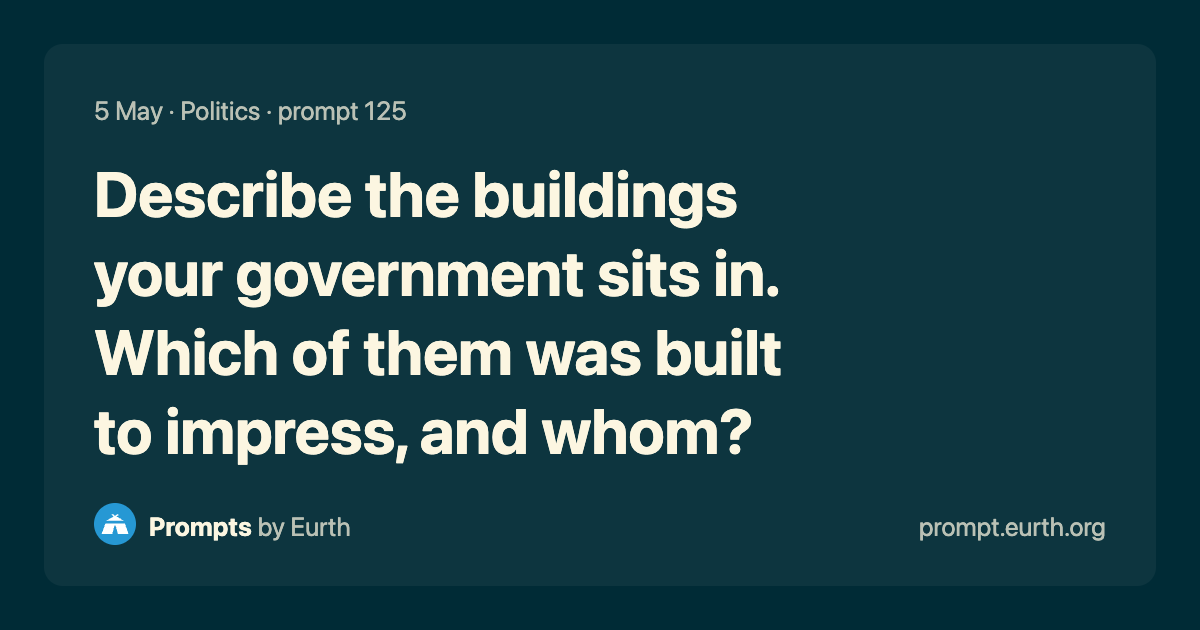 5 May · Politics · prompt 125
Describe the buildings
your government sits in.
Which of them was built
to impress, and whom?
Prompts by Eurth
prompt.eurth.org